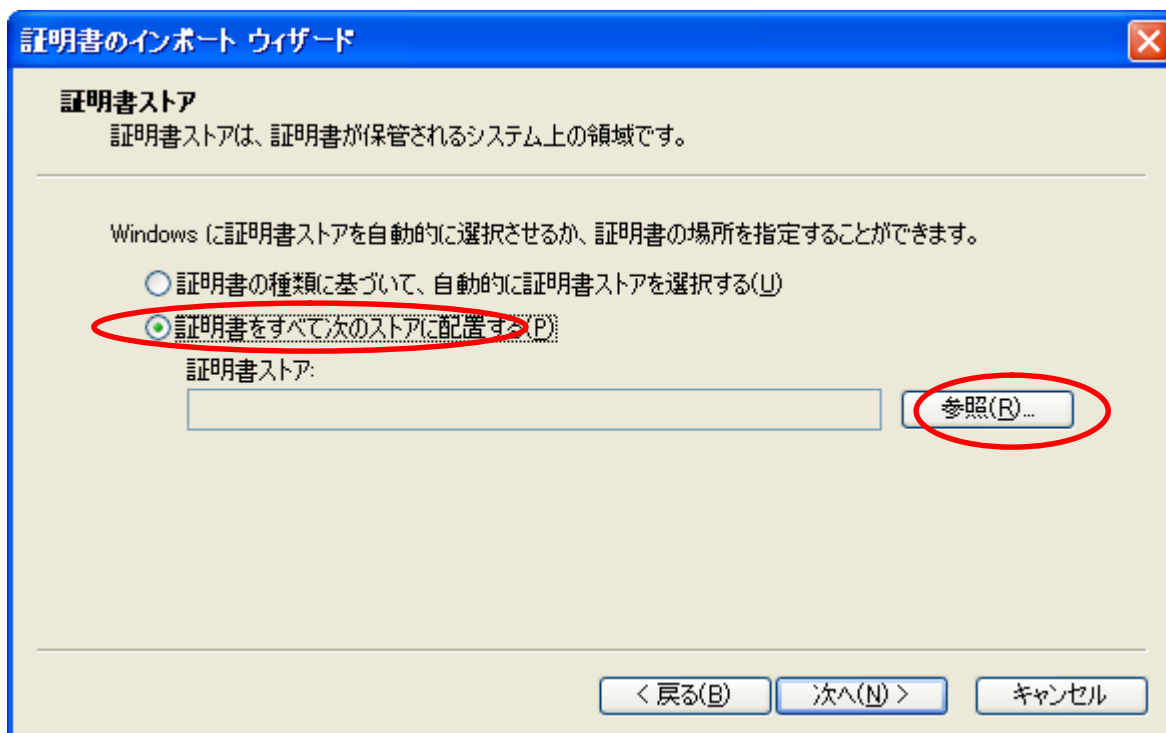 証明書のインポート ウィザード
証明書ストア
証明書ストアは、証明書が保管されるシステム上の領域です。
Windows に証明書ストアを自動的に選択させるか、証明書の場所を指定することができます。
証明書の種類に基づいて、自動的に証明書ストアを選択する(U)
証明書をすべて次のストアに配置する(P)
証明書ストア:
参照(R)...
< 戻る(B) 次へ(N) > キャンセル